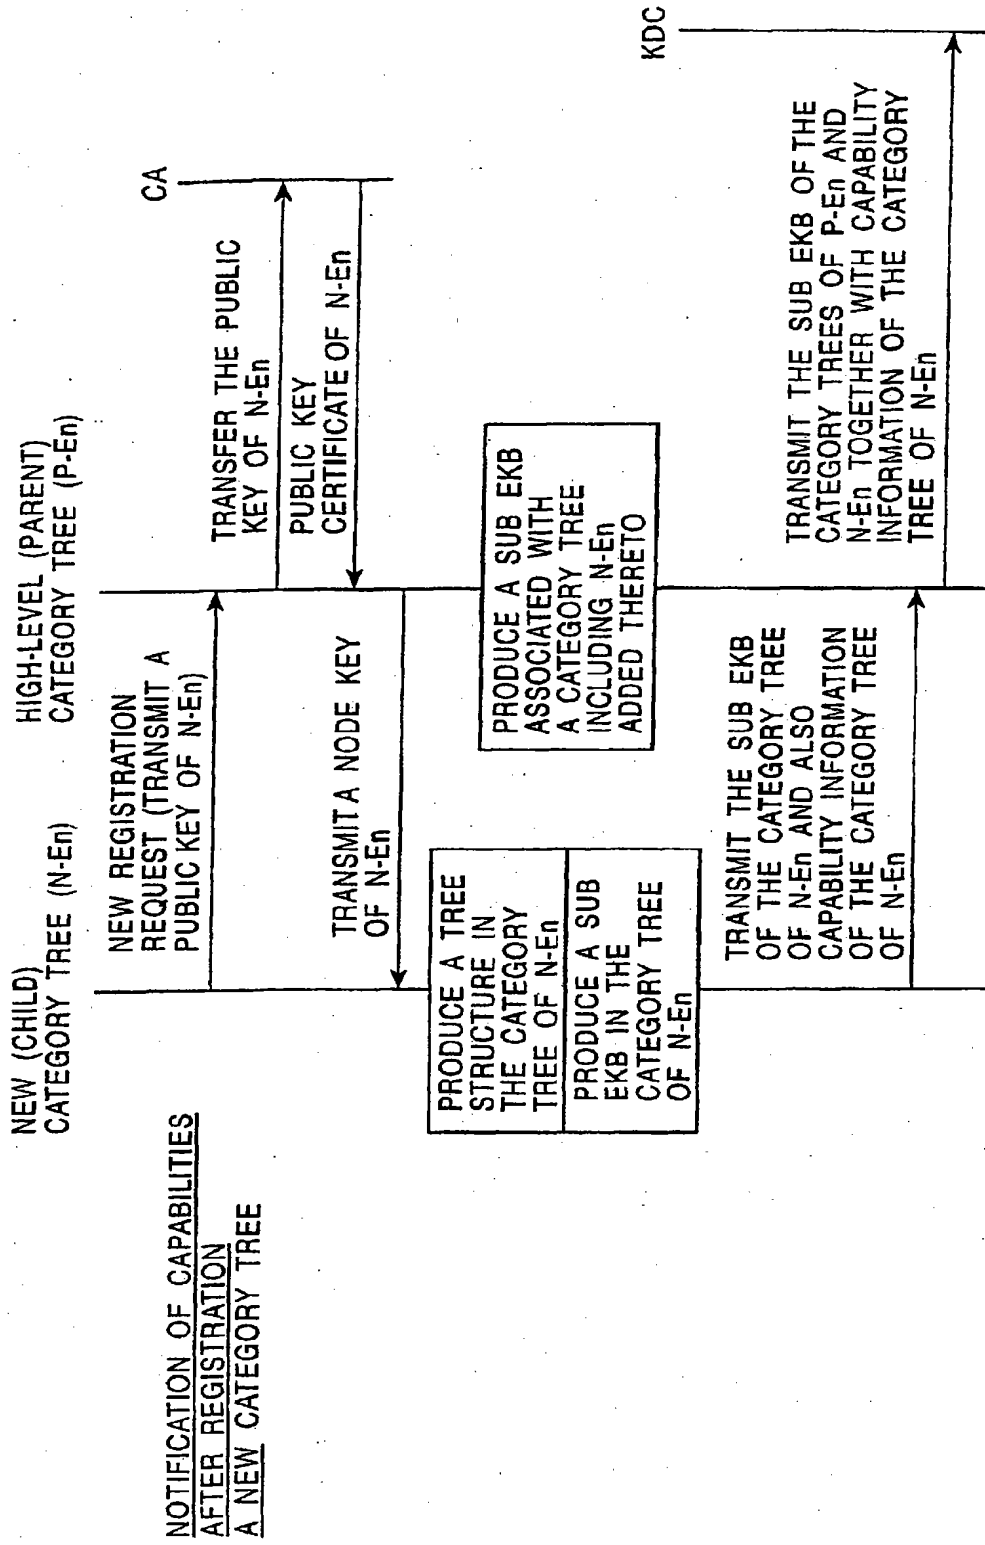 NOTIFICATION OF CAPABILITIES
AFTER REGISTRATION
A NEW CATEGORY TREE
NEW (CHILD)
CATEGORY TREE (N-En)
HIGH-LEVEL (PARENT)
CATEGORY TREE (P-En)
CA
KDC
NEW REGISTRATION
REQUEST (TRANSMIT A
PUBLIC KEY OF N-En)
TRANSFER THE PUBLIC
KEY OF N-En
PUBLIC KEY
CERTIFICATE OF N-En
TRANSMIT A NODE KEY
OF N-En
PRODUCE A TREE
STRUCTURE IN
THE CATEGORY
TREE OF N-En
PRODUCE A SUB
EKB IN THE
CATEGORY TREE
OF N-En
PRODUCE A SUB EKB
ASSOCIATED WITH
A CATEGORY TREE
INCLUDING N-En
ADDED THERETO
TRANSMIT THE SUB EKB
OF THE CATEGORY TREE
OF N-En AND ALSO
CAPABILITY INFORMATION
OF THE CATEGORY TREE
OF N-En
TRANSMIT THE SUB EKB OF THE
CATEGORY TREES OF P-En AND
N-En TOGETHER WITH CAPABILITY
INFORMATION OF THE CATEGORY
TREE OF N-En